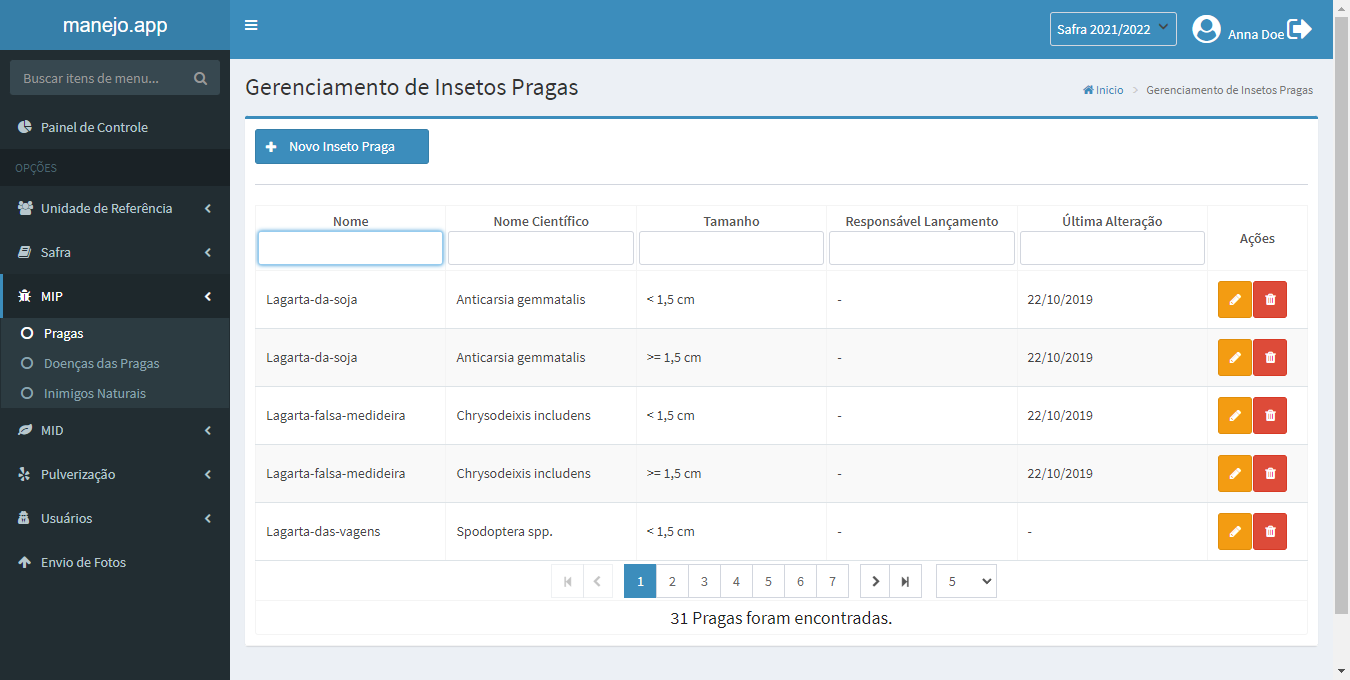 manejo.app
Safra 2021/2022
Anna Doe
Buscar itens de menu...
Painel de Controle
OPÇÕES
Unidade de Referência
Safra
MIP
Pragas
Doenças das Pragas
Inimigos Naturais
MID
Pulverização
Usuários
Envio de Fotos
Gerenciamento de Insetos Pragas
Inicio > Gerenciamento de Insetos Pragas
Novo Inseto Praga
Nome Nome Científico Tamanho Responsável Lançamento Última Alteração Ações
Lagarta-da-soja Anticarsia gemmatalis < 1,5 cm - 22/10/2019
Lagarta-da-soja Anticarsia gemmatalis >= 1,5 cm - 22/10/2019
Lagarta-falsa-medideira Chrysodeixis includens < 1,5 cm - 22/10/2019
Lagarta-falsa-medideira Chrysodeixis includens >= 1,5 cm - 22/10/2019
Lagarta-das-vagens Spodoptera spp. < 1,5 cm - -
1 2 3 4 5 6 7 5
31 Pragas foram encontradas.